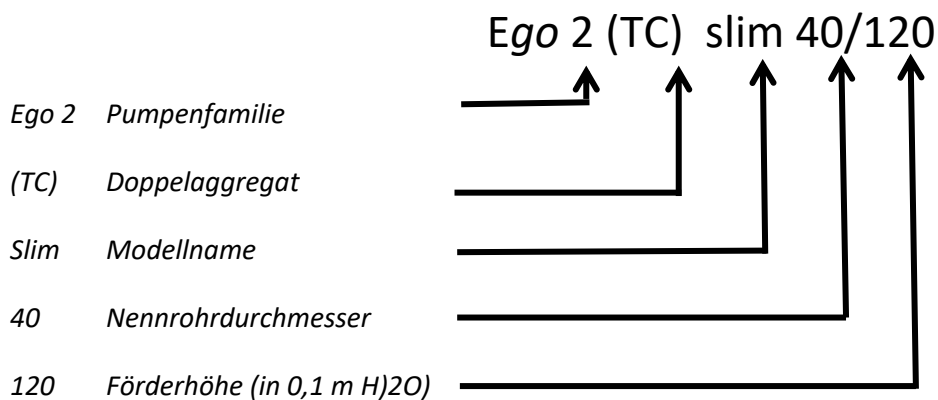 Ego 2 (TC) slim 40/120
Ego 2 Pumpenfamilie
(TC) Doppelaggregat
Slim Modellname
40 Nennrohrdurchmesser
120 Förderhöhe (in 0,1 m H)2O)